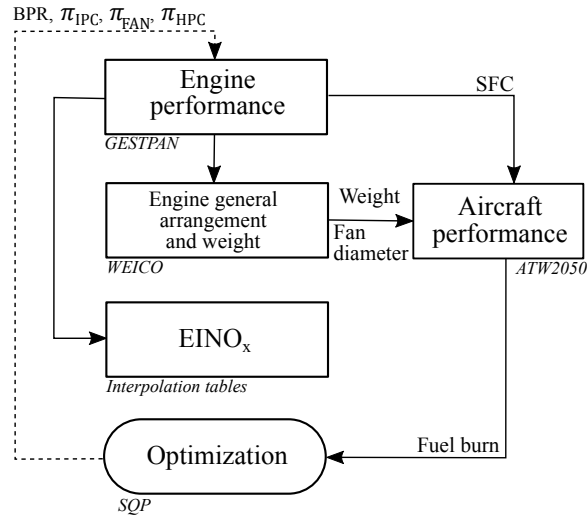 BPR, π_IPC, π_FAN, π_HPC
Engine
performance
GESTPAN
SFC
Engine general
arrangement
and weight
WEICO
Weight
Fan
diameter
Aircraft
performance
ATW2050
EINOₓ
Interpolation tables
Optimization
SQP
Fuel burn